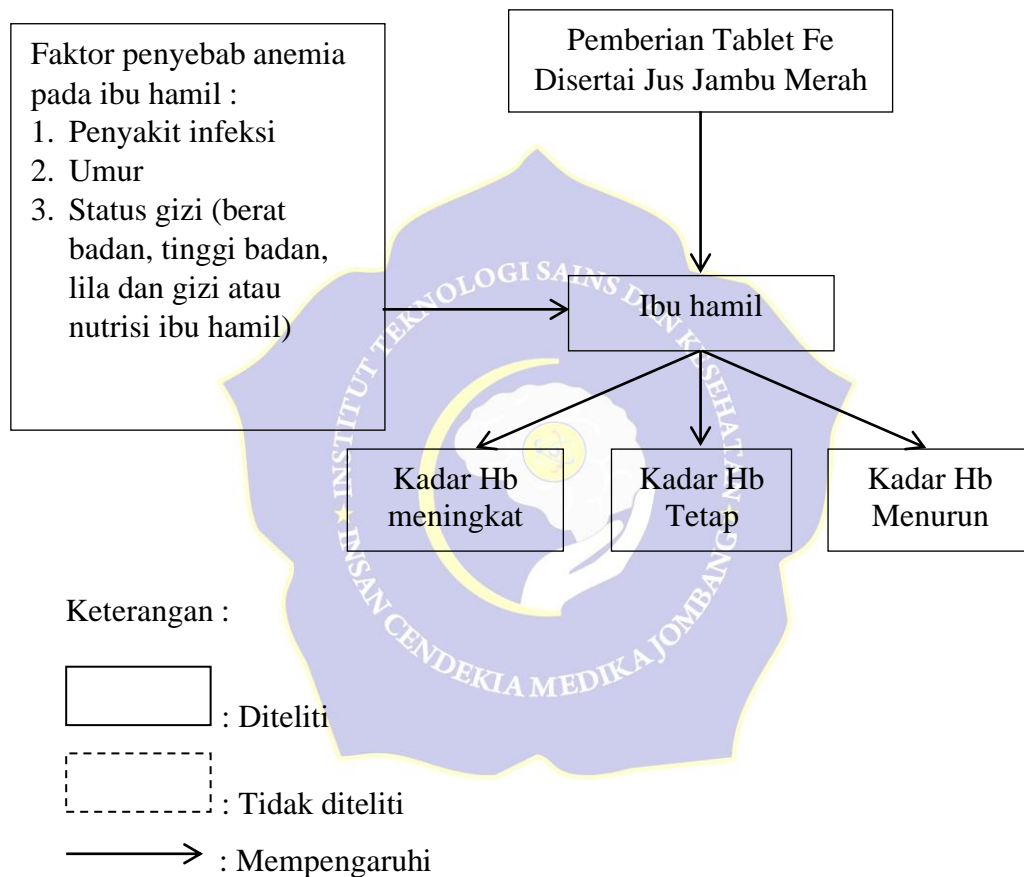 Faktor penyebab anemia
pada ibu hamil :
1. Penyakit infeksi
2. Umur
3. Status gizi (berat
badan, tinggi badan,
lila dan gizi atau
nutrisi ibu hamil)
Pemberian Tablet Fe
Disertai Jus Jambu Merah
Ibu hamil
Kadar Hb
meningkat
Kadar Hb
Tetap
Kadar Hb
Menurun
INSTITUT TEKNOLOGI SAINS DAN KESEHATAN
INSAN CENDEKIA MEDIKA JOMBANG
Keterangan :
: Diteliti
: Tidak diteliti
: Mempengaruhi